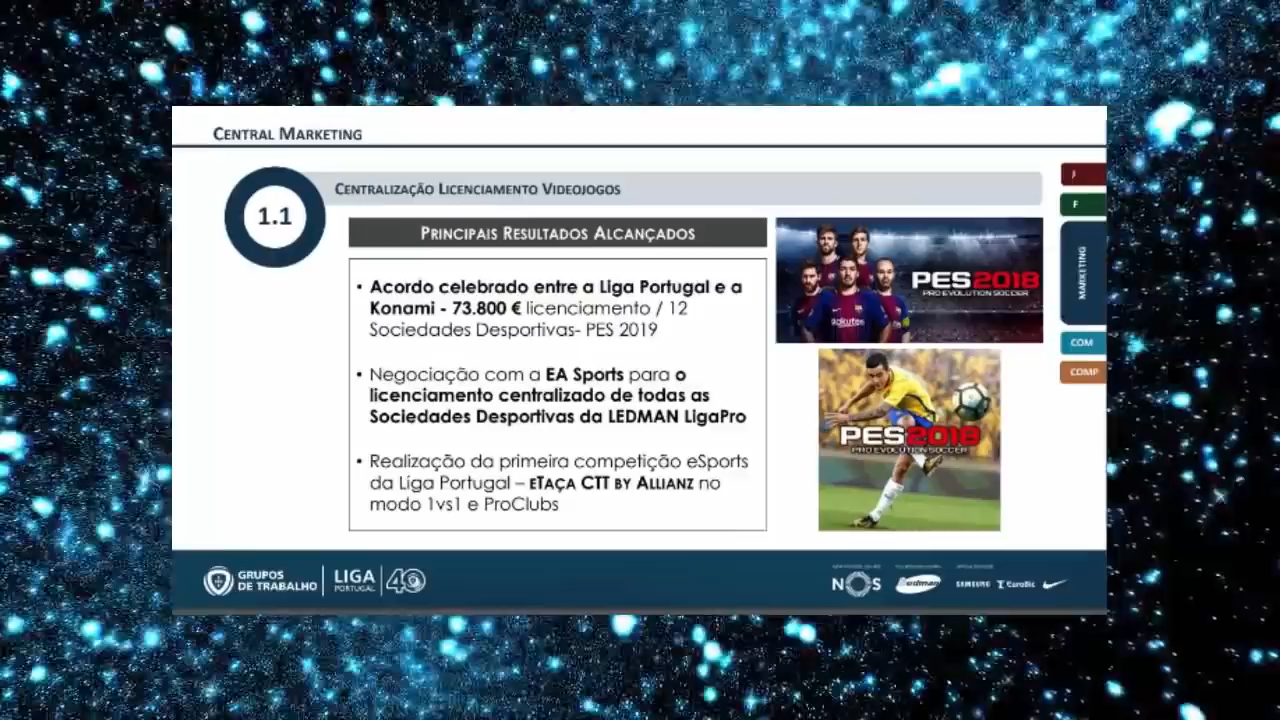 CENTRAL MARKETING
1.1
CENTRALIZAÇÃO LICENCIAMENTO VIDEOJOGOS
PRINCIPAIS RESULTADOS ALCANÇADOS
• Acordo celebrado entre a Liga Portugal e a
Konami - 73.800 € licenciamento / 12
Sociedades Desportivas- PES 2019
• Negociação com a EA Sports para o
licenciamento centralizado de todas as
Sociedades Desportivas da LEDMAN LigaPro
• Realização da primeira competição eSports
da Liga Portugal – eTAÇA CTT BY ALLIANZ no
modo 1vs1 e ProClubs
PES2018
PRO EVOLUTION SOCCER
Rakuten
PES2018
PRO EVOLUTION SOCCER
J
F
MARKETING
COM
COMP
GRUPOS
DE TRABALHO
LIGA
PORTUGAL
40
NOS
Ledman
SAMSUNG
EuroBic